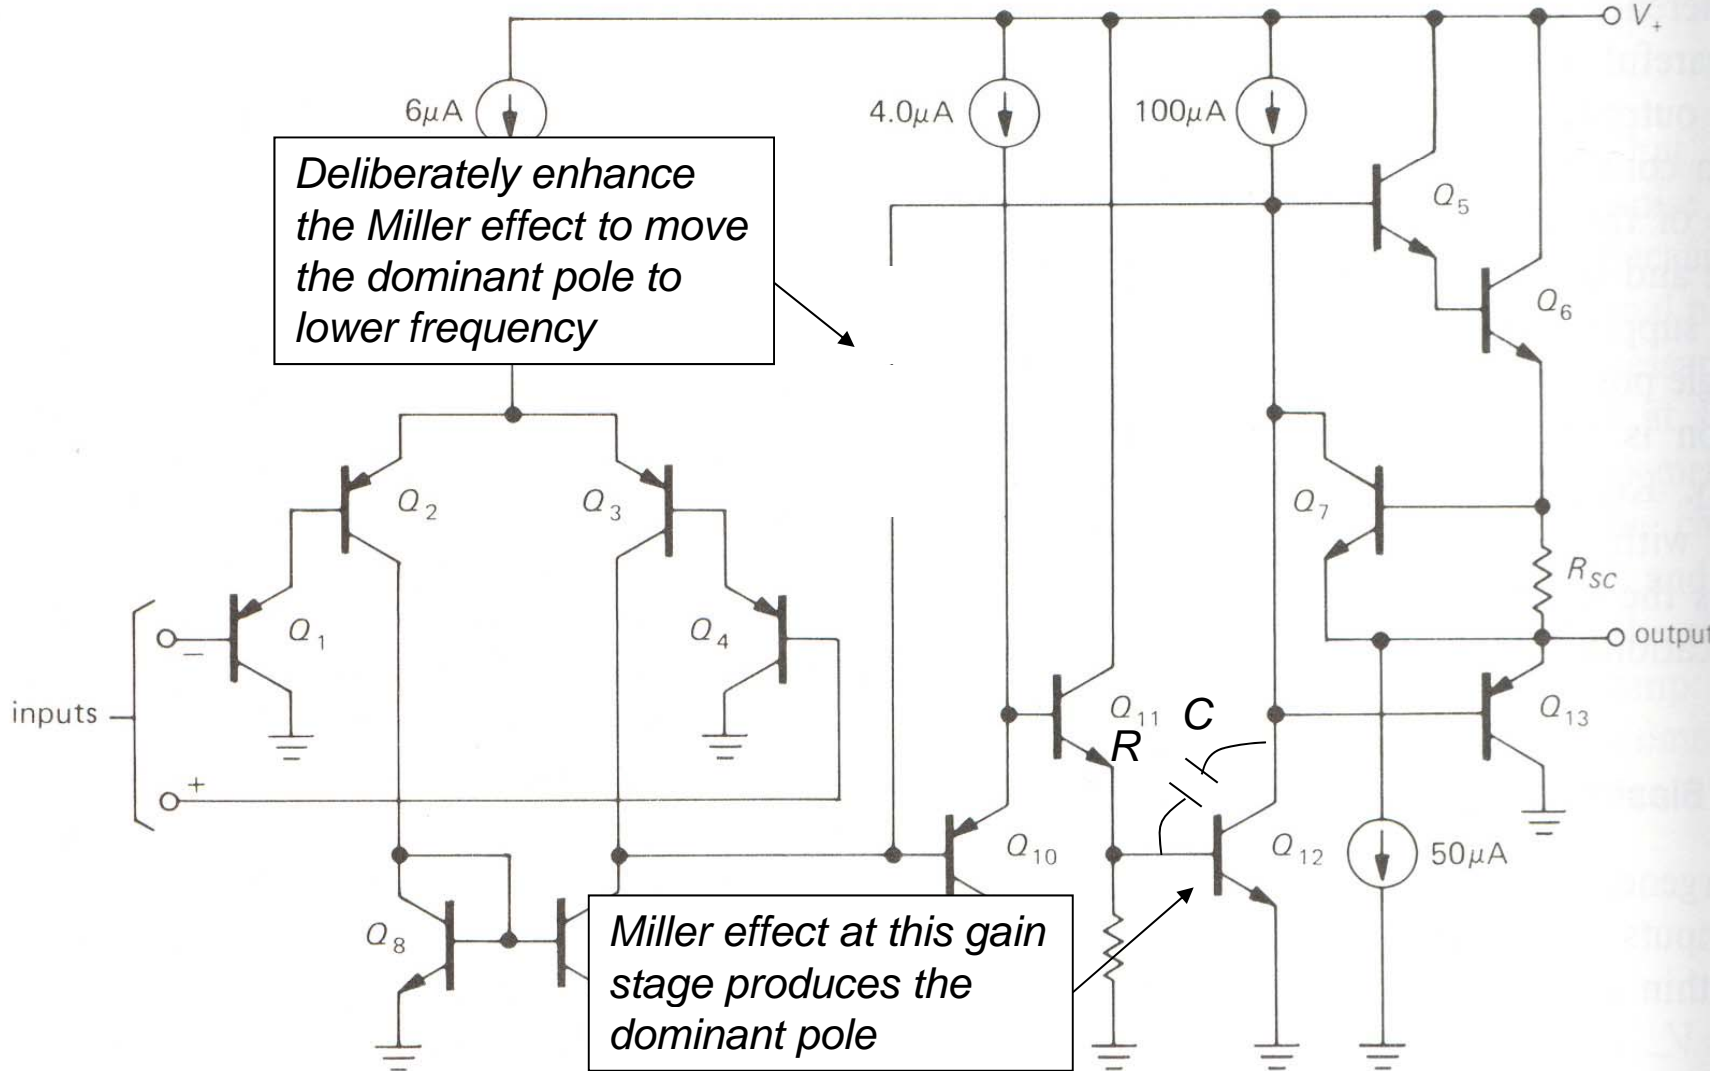 V+
6μA
4.0μA
100μA
Deliberately enhance
the Miller effect to move
the dominant pole to
lower frequency
Q5
Q6
Q2
Q3
Q7
RSC
Q1
Q4
−
output
inputs
+
Q11
C
R
Q13
Q10
Q12
50μA
Q8
Miller effect at this gain
stage produces the
dominant pole